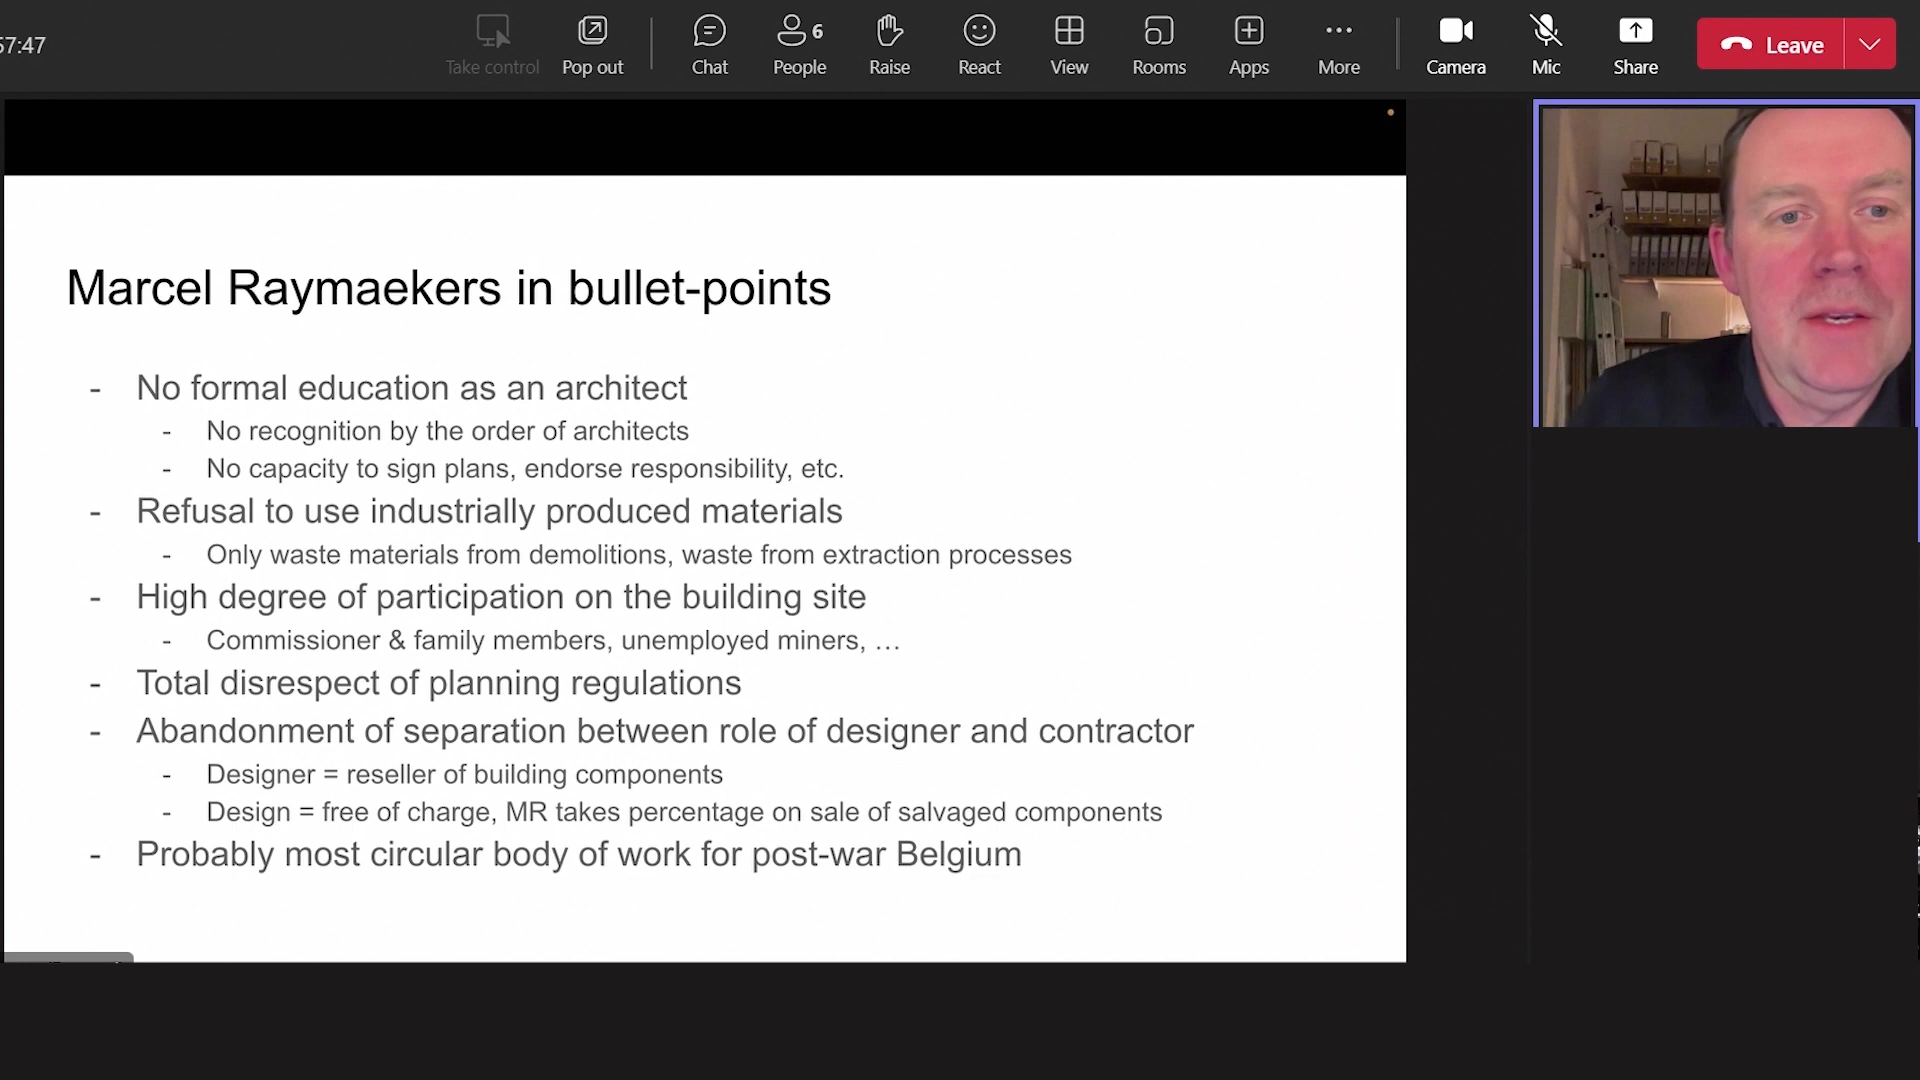 57:47
Take control
Pop out
Chat
People 6
Raise
React
View
Rooms
Apps
More
Camera
Mic
Share
Leave
Marcel Raymaekers in bullet-points
- No formal education as an architect
- No recognition by the order of architects
- No capacity to sign plans, endorse responsibility, etc.
- Refusal to use industrially produced materials
- Only waste materials from demolitions, waste from extraction processes
- High degree of participation on the building site
- Commissioner & family members, unemployed miners, …
- Total disrespect of planning regulations
- Abandonment of separation between role of designer and contractor
- Designer = reseller of building components
- Design = free of charge, MR takes percentage on sale of salvaged components
- Probably most circular body of work for post-war Belgium